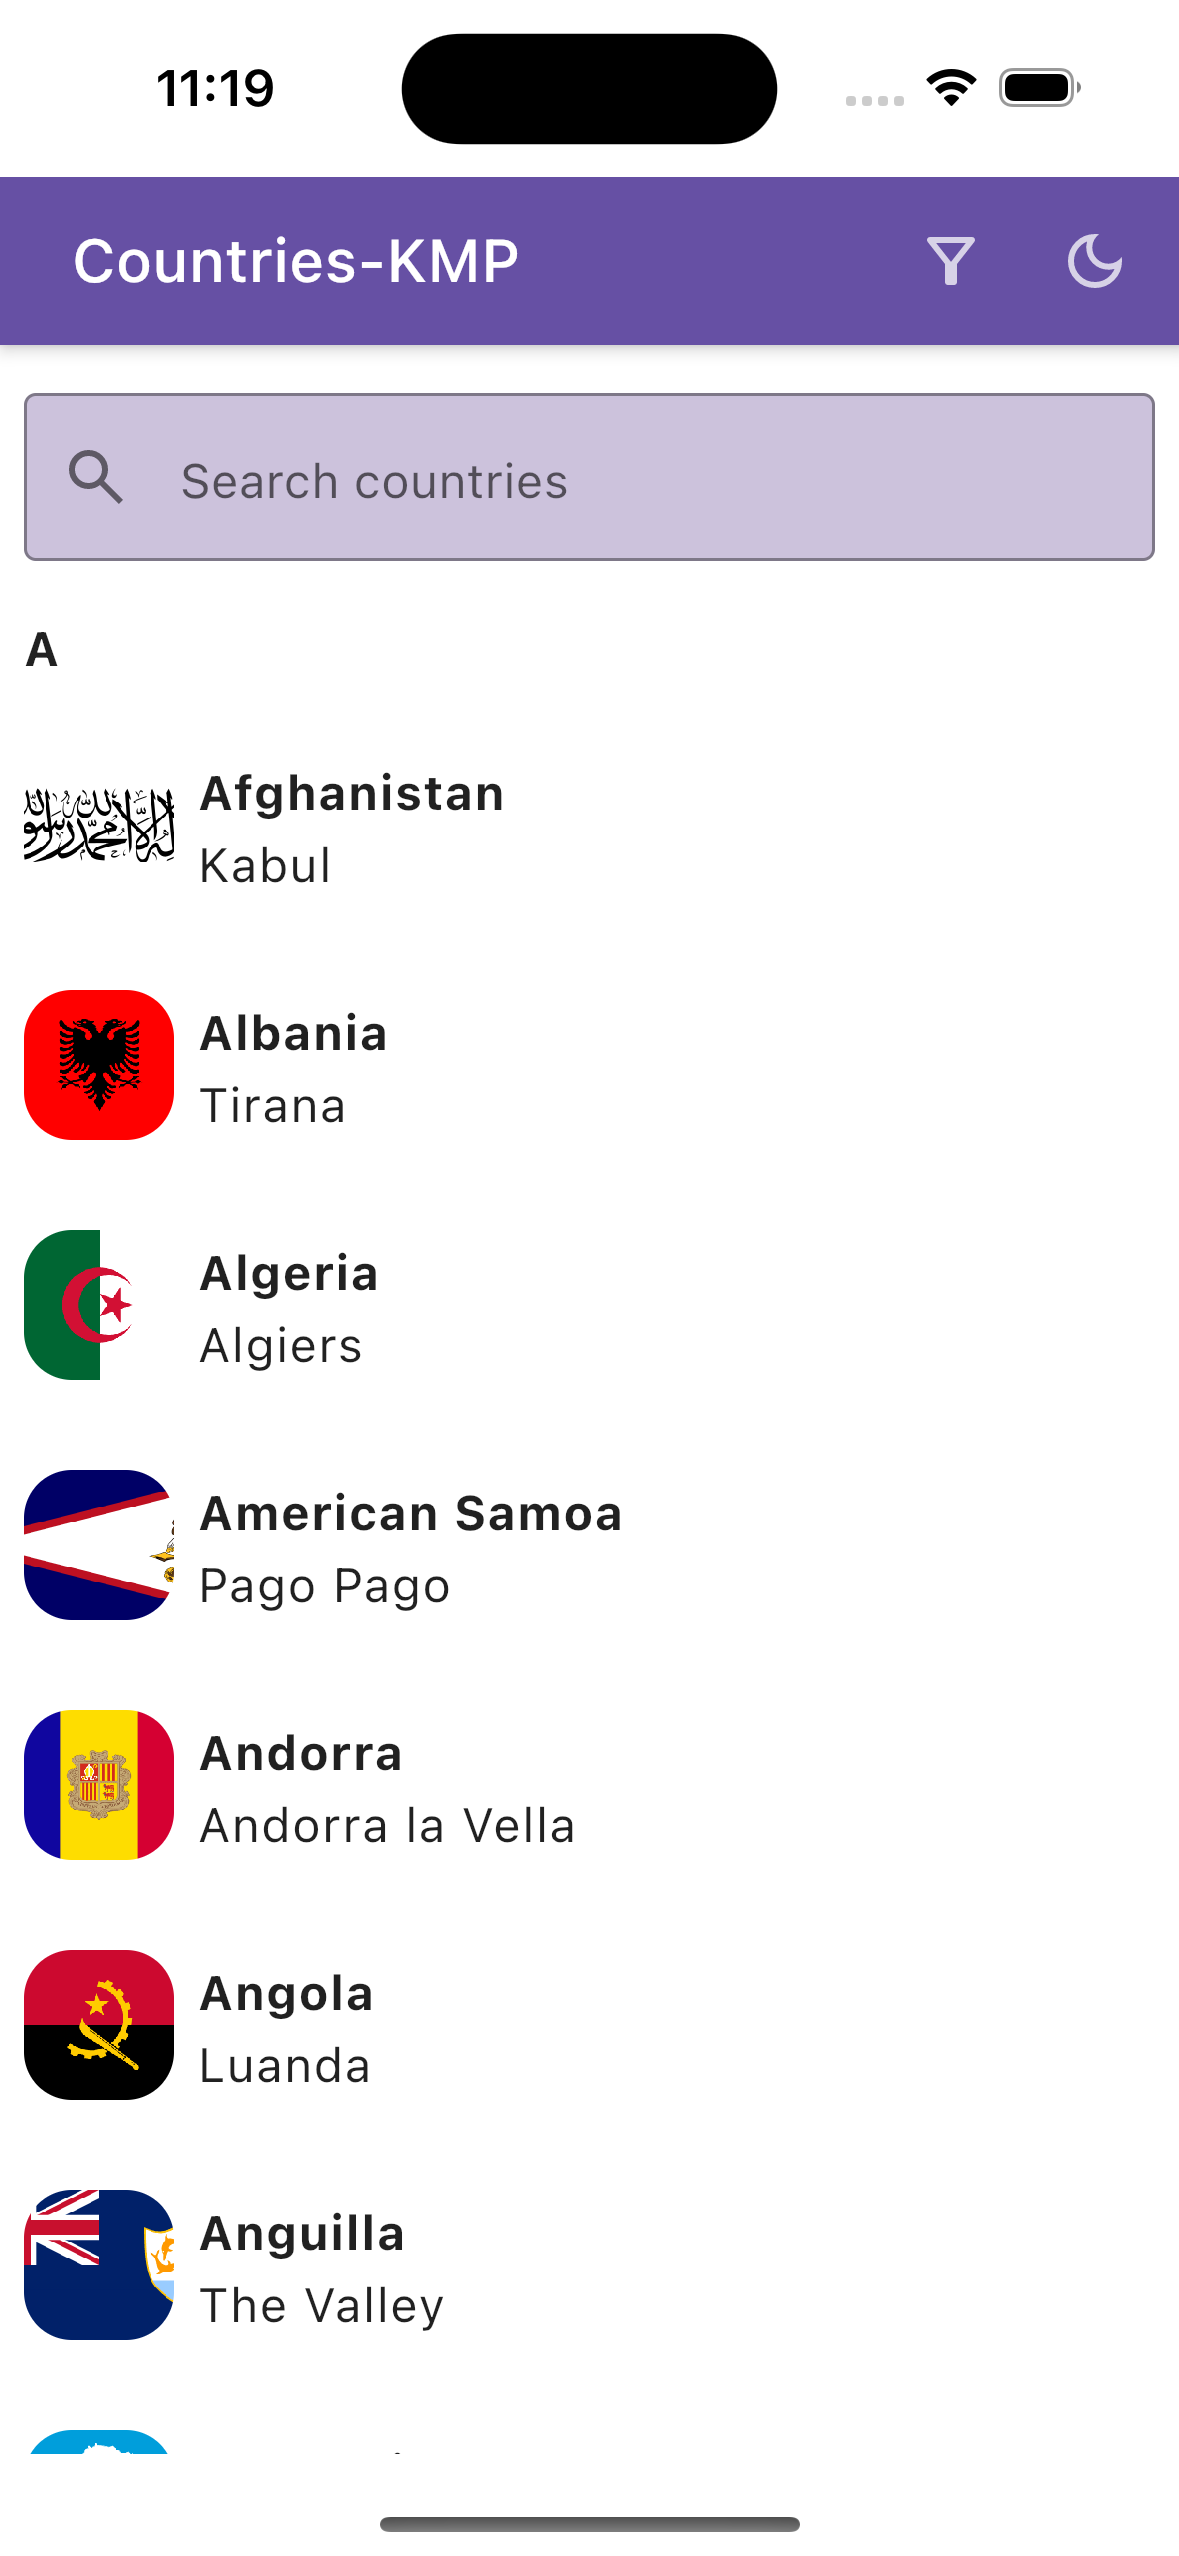 11:19
Countries-KMP
Search countries
A
Afghanistan
Kabul
Albania
Tirana
Algeria
Algiers
American Samoa
Pago Pago
Andorra
Andorra la Vella
Angola
Luanda
Anguilla
The Valley